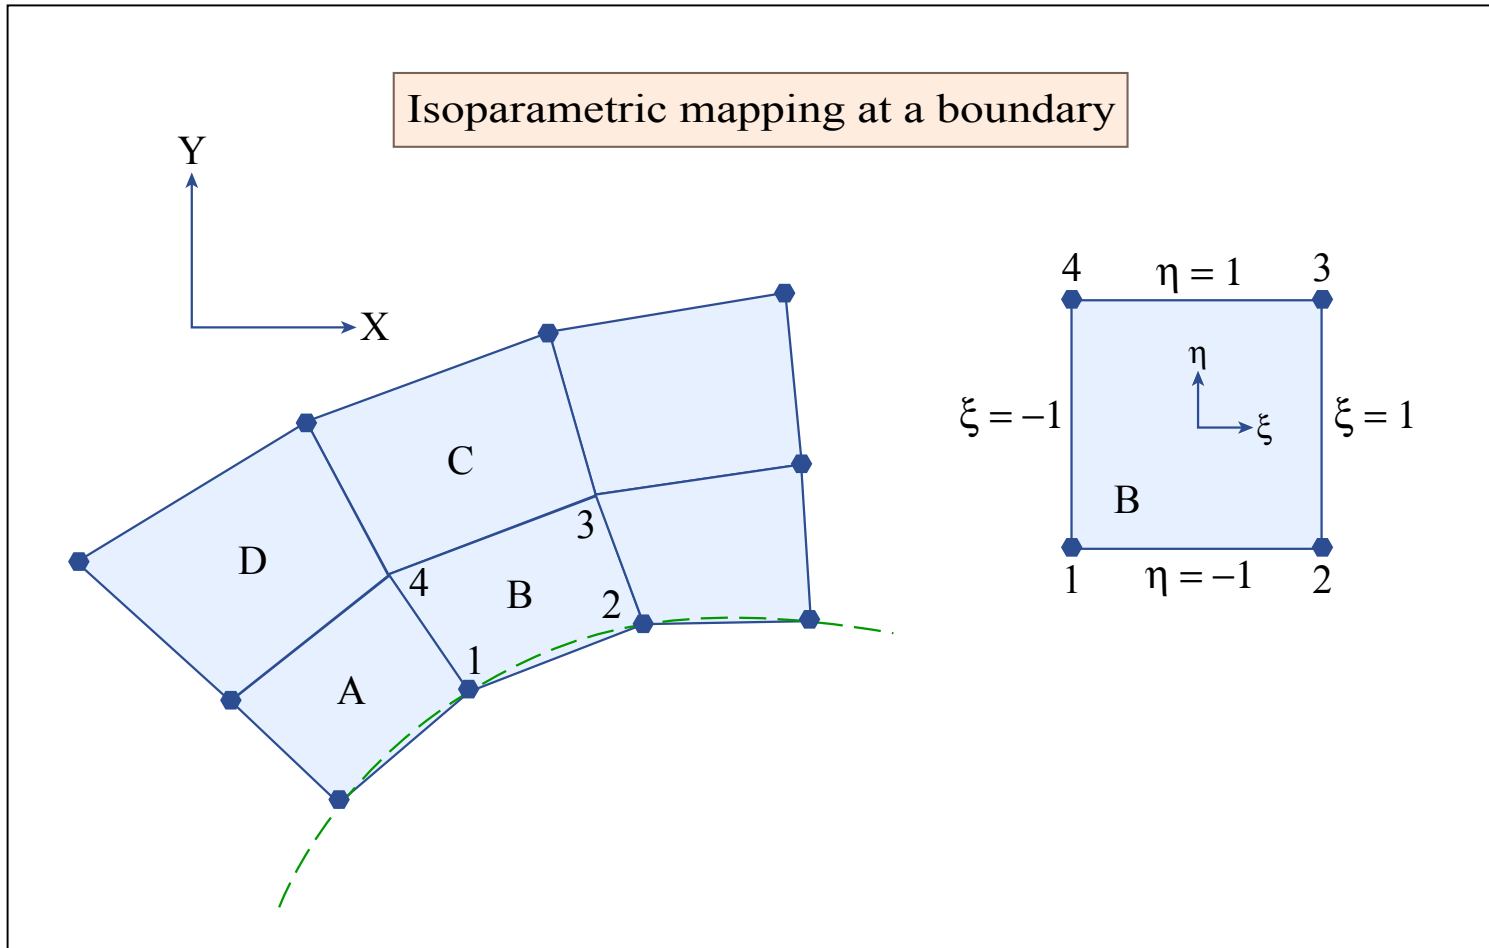 Isoparametric mapping at a boundary
Y
X
C
D
3
4
B
2
1
A
4
η = 1
3
η
ξ = −1
ξ
ξ = 1
B
1
η = −1
2